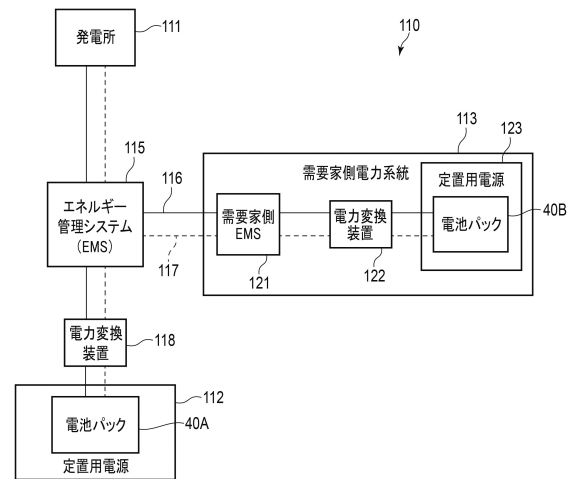 発電所
111
110
113
123
115
116
需要家側電力系統
定置用電源
エネルギー
管理システム
(EMS)
需要家側
EMS
電力変換
装置
電池パック
40B
117
121
122
電力変換
装置
118
112
電池パック
40A
定置用電源